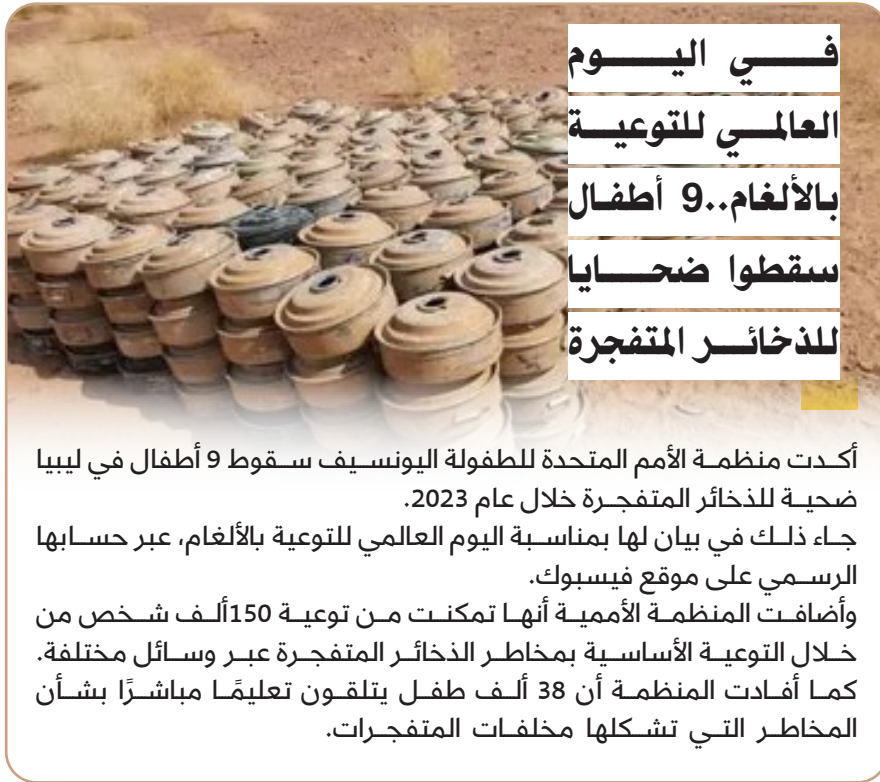 في اليوم
العالمي للتوعية
بالألغام..9 أطفال
سقطوا ضحايا
للذخائر المتفجرة
أكدت منظمة الأمم المتحدة للطفولة اليونسيف سقوط 9 أطفال في ليبيا
ضحية للذخائر المتفجرة خلال عام 2023.
جاء ذلك في بيان لها بمناسبة اليوم العالمي للتوعية بالألغام، عبر حسابها
الرسمي على موقع فيسبوك.
وأضافت المنظمة الأممية أنها تمكنت من توعية 150ألف شخص من
خلال التوعية الأساسية بمخاطر الذخائر المتفجرة عبر وسائل مختلفة.
كما أفادت المنظمة أن 38 ألف طفل يتلقون تعليمًا مباشرًا بشأن
المخاطر التي تشكلها مخلفات المتفجرات.